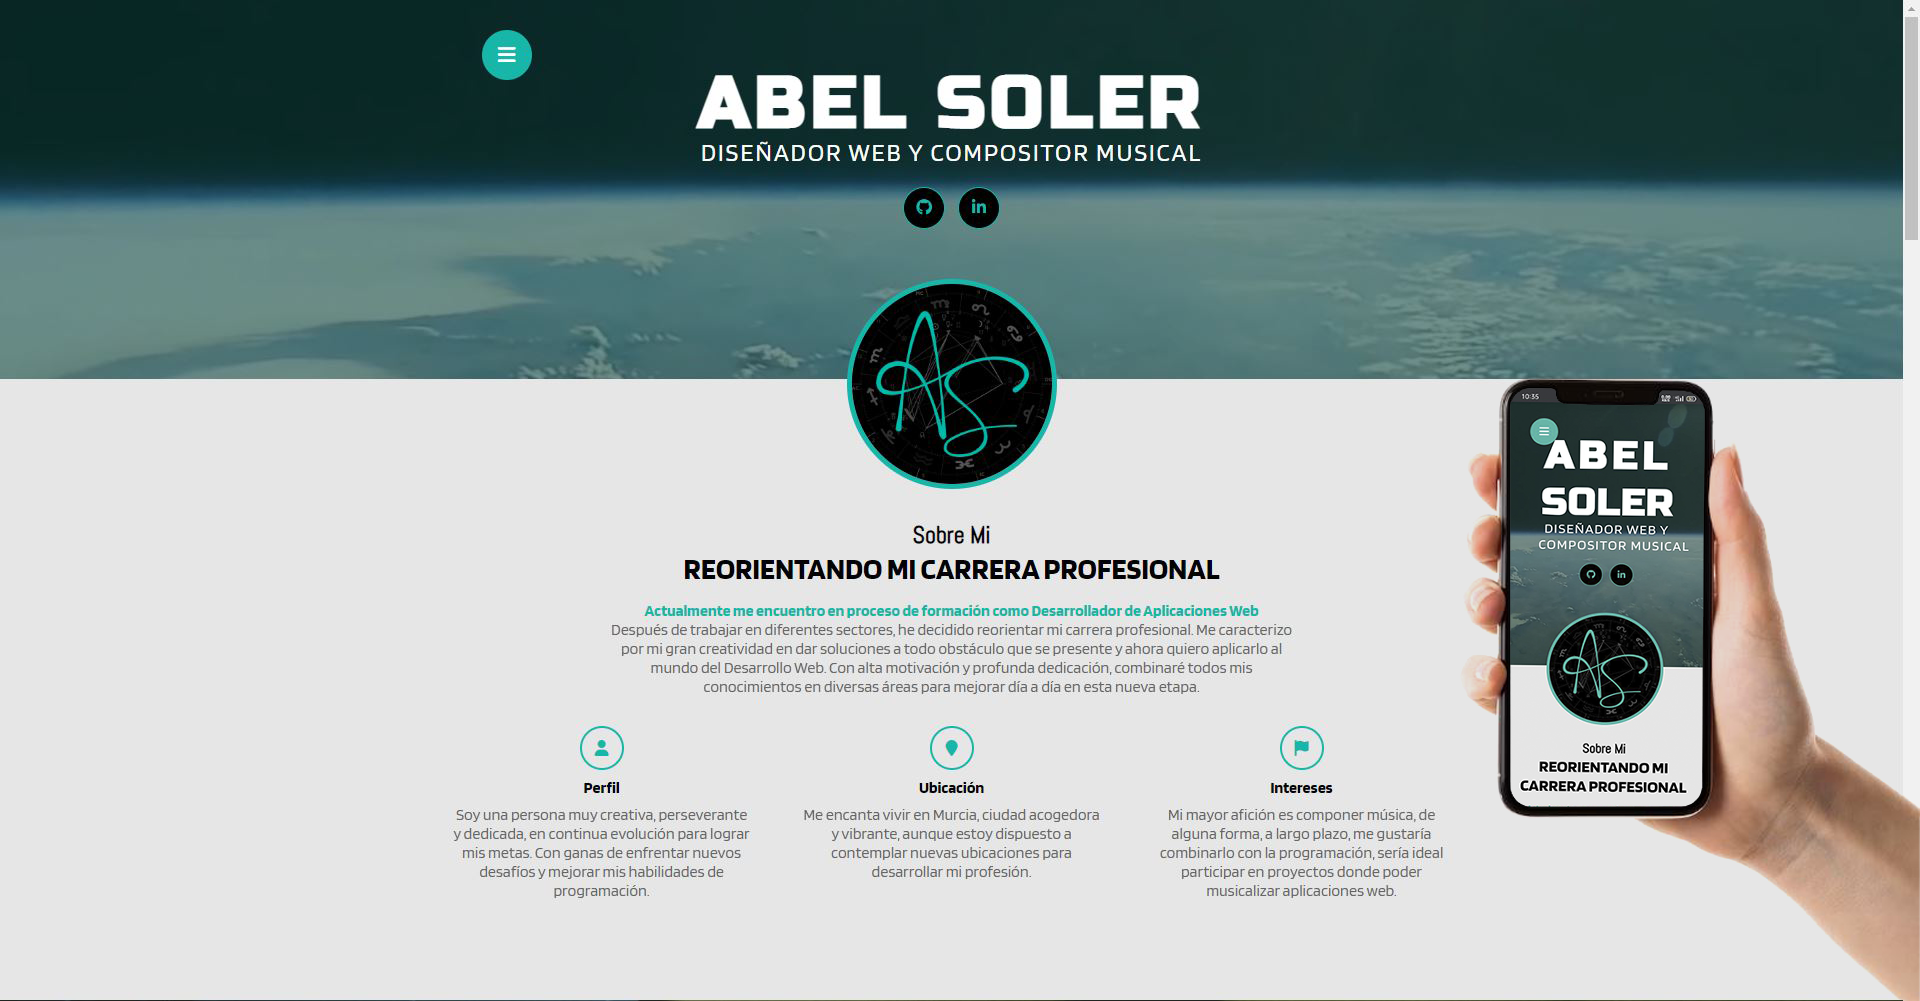 ABEL SOLER
DISEÑADOR WEB Y COMPOSITOR MUSICAL
in
AS
Sobre Mi
REORIENTANDO MI CARRERA PROFESIONAL
Actualmente me encuentro en proceso de formación como Desarrollador de Aplicaciones Web
Después de trabajar en diferentes sectores, he decidido reorientar mi carrera profesional. Me caracterizo
por mi gran creatividad en dar soluciones a todo obstáculo que se presente y ahora quiero aplicarlo al
mundo del Desarrollo Web. Con alta motivación y profunda dedicación, combinaré todos mis
conocimientos en diversas áreas para mejorar día a día en esta nueva etapa.
Perfil
Soy una persona muy creativa, perseverante
y dedicada, en continua evolución para lograr
mis metas. Con ganas de enfrentar nuevos
desafíos y mejorar mis habilidades de
programación.
Ubicación
Me encanta vivir en Murcia, ciudad acogedora
y vibrante, aunque estoy dispuesto a
contemplar nuevas ubicaciones para
desarrollar mi profesión.
Intereses
Mi mayor afición es componer música, de
alguna forma, a largo plazo, me gustaría
combinarlo con la programación, sería ideal
participar en proyectos donde poder
musicalizar aplicaciones web.
10:35
ABEL
SOLER
DISEÑADOR WEB Y
COMPOSITOR MUSICAL
in
AS
Sobre Mi
REORIENTANDO MI
CARRERA PROFESIONAL